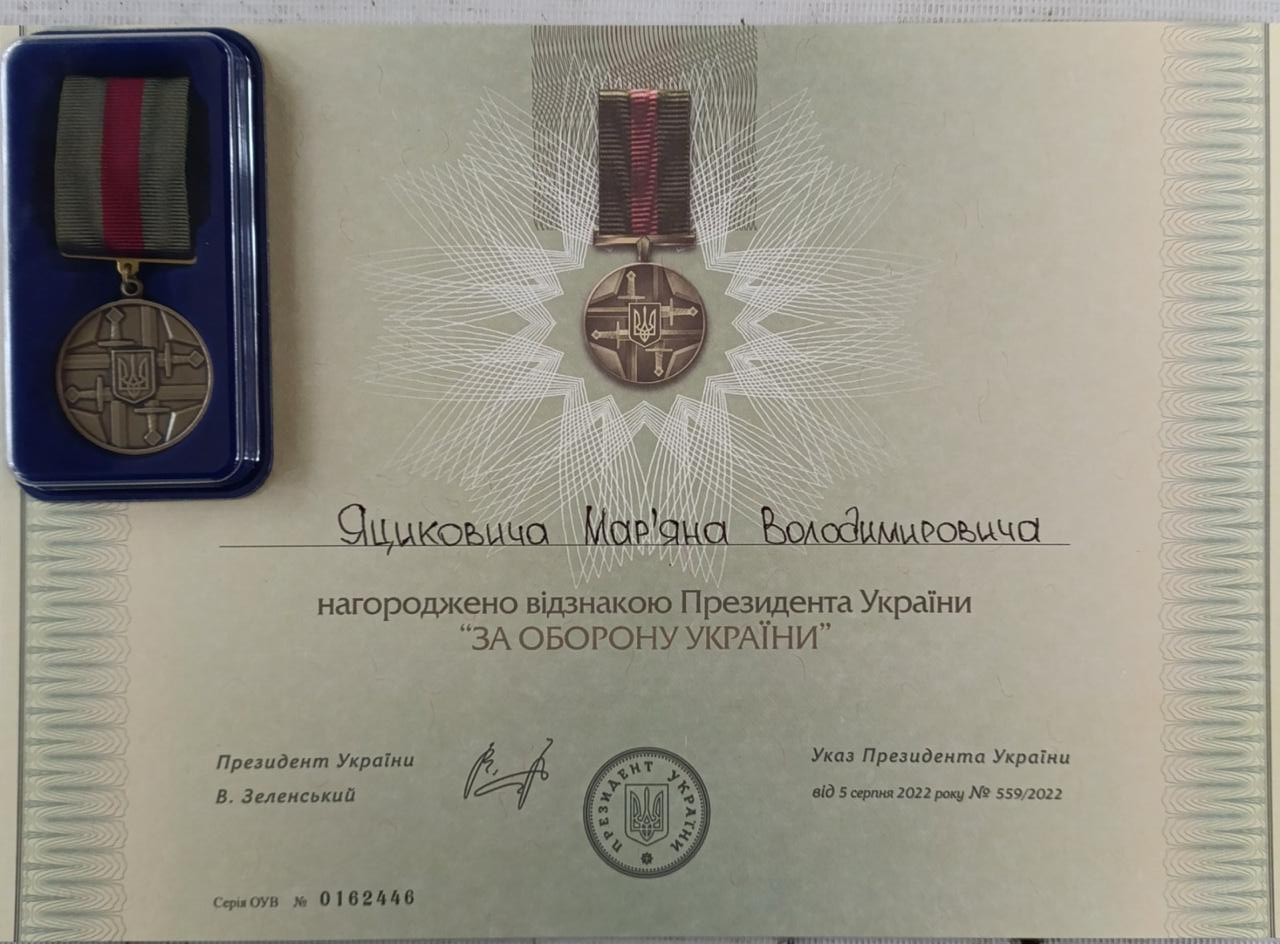 Яциковича Мар'яна Володимировича
нагороджено відзнакою Президента України
“ЗА ОБОРОНУ УКРАЇНИ”
Президент України
В. Зеленський
ПРЕЗИДЕНТ УКРАЇНИ
Указ Президента України
від 5 серпня 2022 року № 559/2022
Серія ОУВ № 0162446